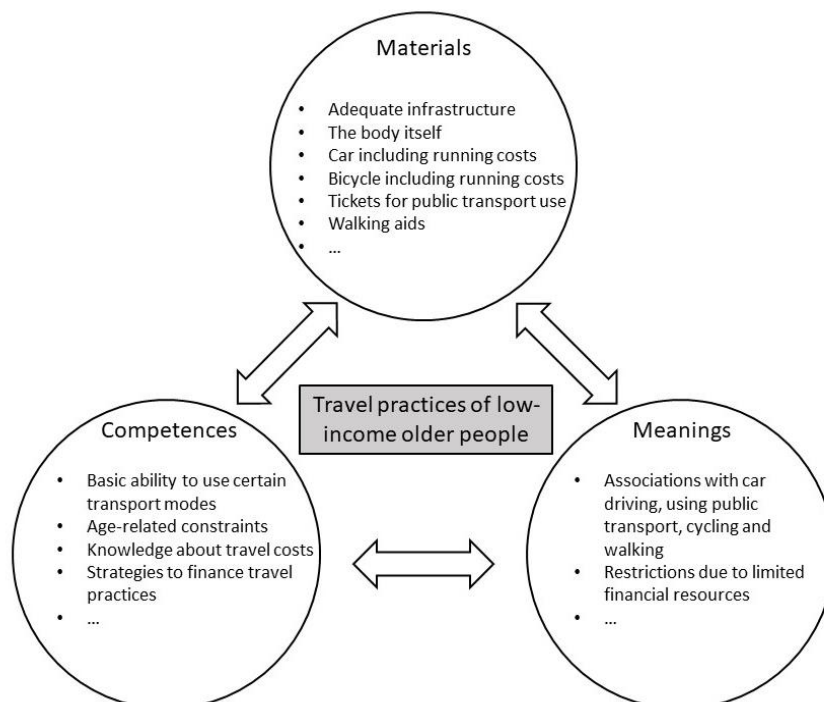 Materials
• Adequate infrastructure
• The body itself
• Car including running costs
• Bicycle including running costs
• Tickets for public transport use
• Walking aids
• ...
Travel practices of low-
income older people
Competences
• Basic ability to use certain
transport modes
• Age-related constraints
• Knowledge about travel costs
• Strategies to finance travel
practices
• ...
Meanings
• Associations with car
driving, using public
transport, cycling and
walking
• Restrictions due to limited
financial resources
• ...